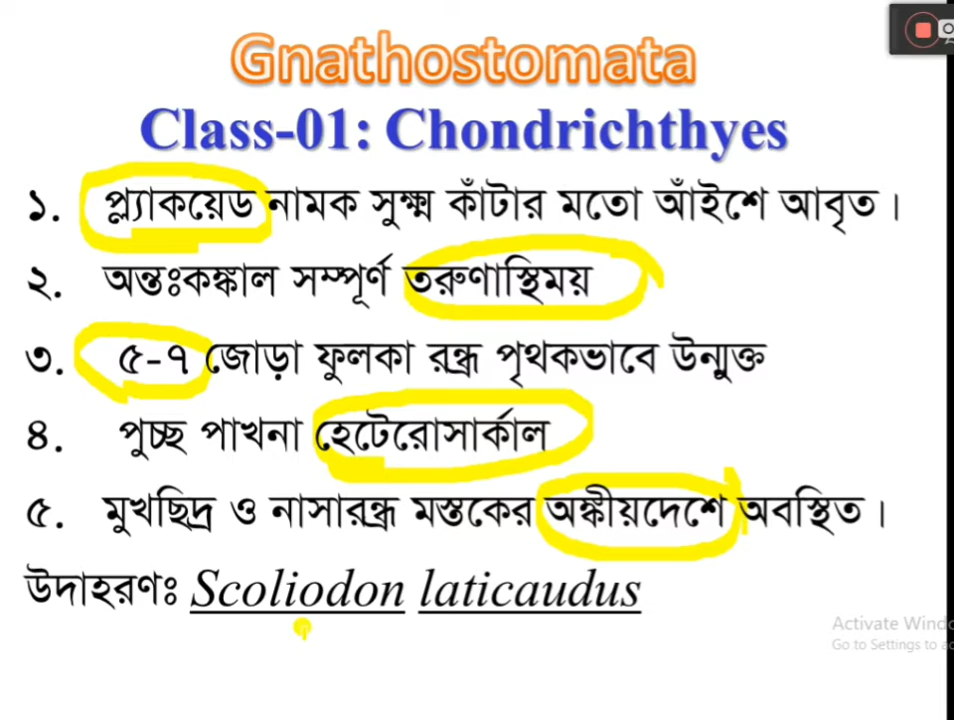 Gnathostomata
Class-01: Chondrichthyes
১. প্ল্যাকয়েড নামক সুক্ষ্ম কাঁটার মতো আঁইশে আবৃত।
২. অন্তঃকঙ্কাল সম্পূর্ণ তরুণাস্থিময়
৩. ৫-৭ জোড়া ফুলকা রন্ধ্র পৃথকভাবে উন্মুক্ত
৪. পুচ্ছ পাখনা হেটেরোসার্কাল
৫. মুখছিদ্র ও নাসারন্ধ্র মস্তকের অঙ্কীয়দেশে অবস্থিত।
উদাহরণঃ Scoliodon laticaudus
Activate Wind
Go to Settings to a